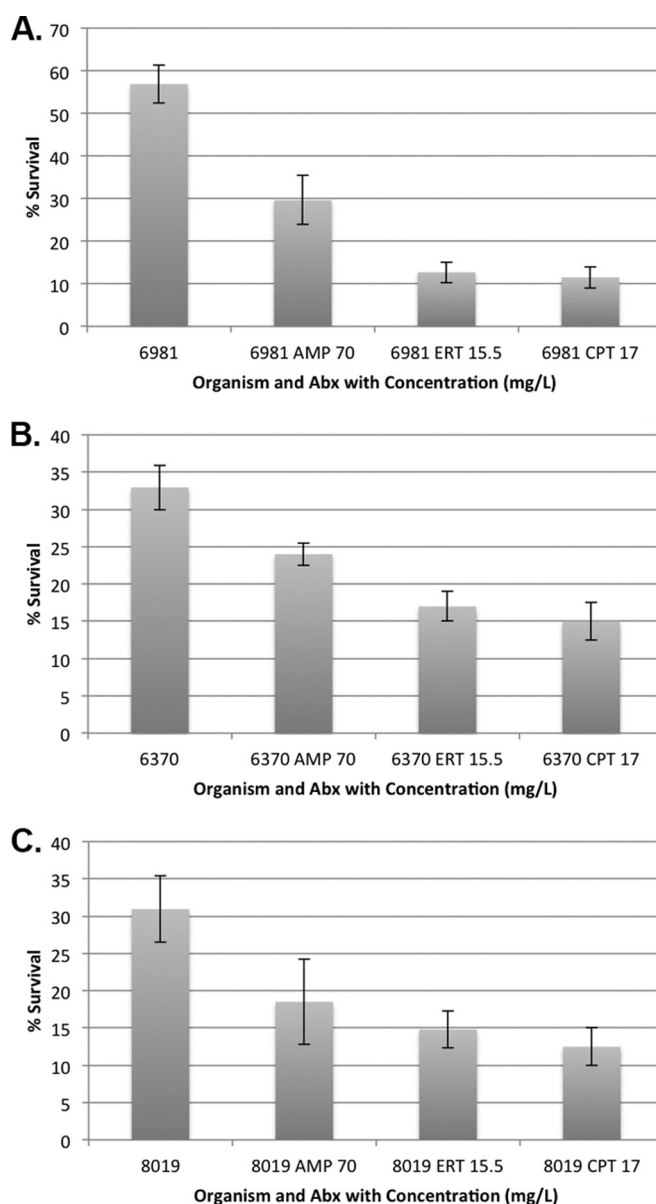 A.
70
60
50
40
30
20
10
0
% Survival
6981 6981 AMP 70 6981 ERT 15.5 6981 CPT 17
Organism and Abx with Concentration (mg/L)
B.
40
35
30
25
20
15
10
5
0
% Survival
6370 6370 AMP 70 6370 ERT 15.5 6370 CPT 17
Organism and Abx with Concentration (mg/L)
C.
40
35
30
25
20
15
10
5
0
% Survival
8019 8019 AMP 70 8019 ERT 15.5 8019 CPT 17
Organism and Abx with Concentration (mg/L)